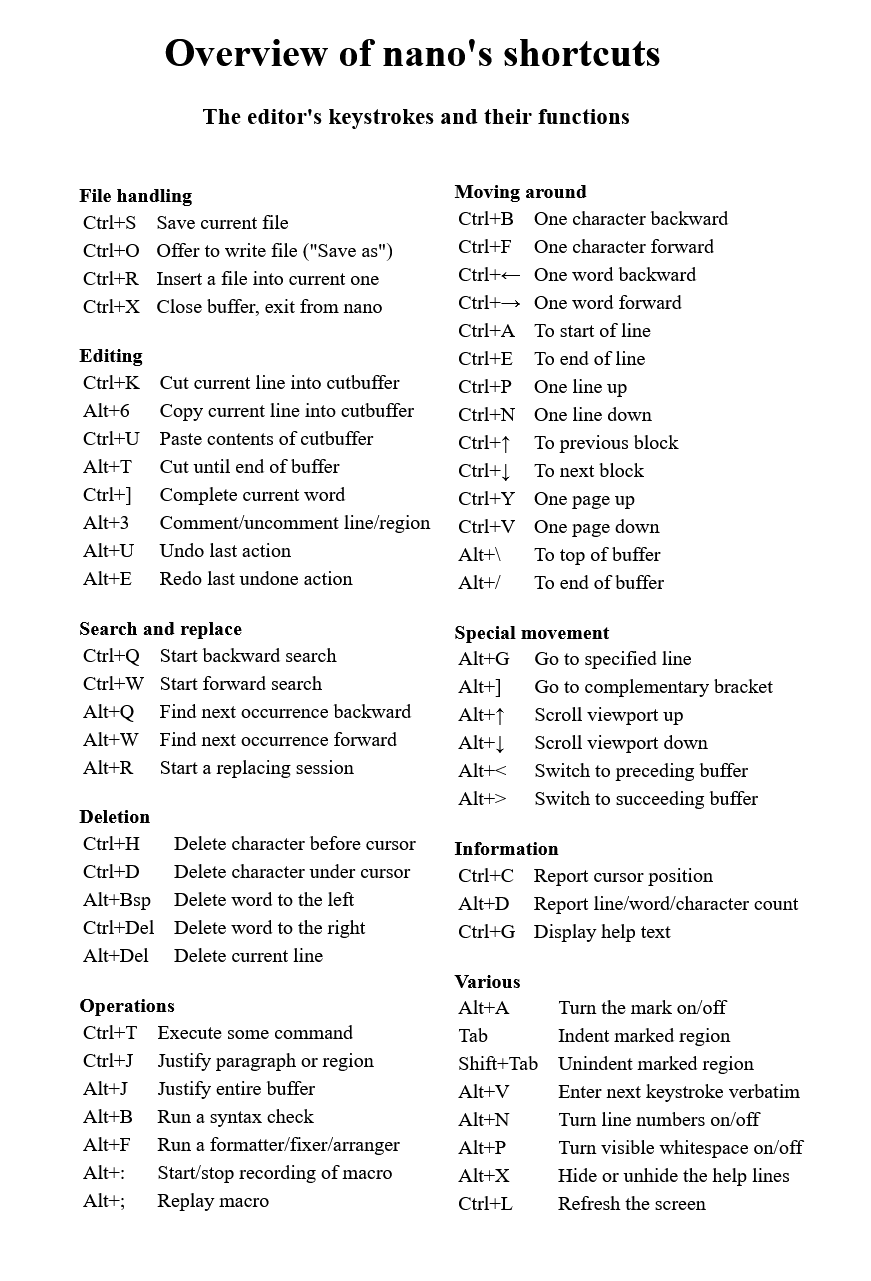 Overview of nano's shortcuts
The editor's keystrokes and their functions
File handling
Ctrl+S Save current file
Ctrl+O Offer to write file ("Save as")
Ctrl+R Insert a file into current one
Ctrl+X Close buffer, exit from nano
Editing
Ctrl+K Cut current line into cutbuffer
Alt+6 Copy current line into cutbuffer
Ctrl+U Paste contents of cutbuffer
Alt+T Cut until end of buffer
Ctrl+] Complete current word
Alt+3 Comment/uncomment line/region
Alt+U Undo last action
Alt+E Redo last undone action
Search and replace
Ctrl+Q Start backward search
Ctrl+W Start forward search
Alt+Q Find next occurrence backward
Alt+W Find next occurrence forward
Alt+R Start a replacing session
Deletion
Ctrl+H Delete character before cursor
Ctrl+D Delete character under cursor
Alt+Bsp Delete word to the left
Ctrl+Del Delete word to the right
Alt+Del Delete current line
Operations
Ctrl+T Execute some command
Ctrl+J Justify paragraph or region
Alt+J Justify entire buffer
Alt+B Run a syntax check
Alt+F Run a formatter/fixer/arranger
Alt+: Start/stop recording of macro
Alt+; Replay macro
Moving around
Ctrl+B One character backward
Ctrl+F One character forward
Ctrl+← One word backward
Ctrl+→ One word forward
Ctrl+A To start of line
Ctrl+E To end of line
Ctrl+P One line up
Ctrl+N One line down
Ctrl+↑ To previous block
Ctrl+↓ To next block
Ctrl+Y One page up
Ctrl+V One page down
Alt+\ To top of buffer
Alt+/ To end of buffer
Special movement
Alt+G Go to specified line
Alt+] Go to complementary bracket
Alt+↑ Scroll viewport up
Alt+↓ Scroll viewport down
Alt+< Switch to preceding buffer
Alt+> Switch to succeeding buffer
Information
Ctrl+C Report cursor position
Alt+D Report line/word/character count
Ctrl+G Display help text
Various
Alt+A Turn the mark on/off
Tab Indent marked region
Shift+Tab Unindent marked region
Alt+V Enter next keystroke verbatim
Alt+N Turn line numbers on/off
Alt+P Turn visible whitespace on/off
Alt+X Hide or unhide the help lines
Ctrl+L Refresh the screen